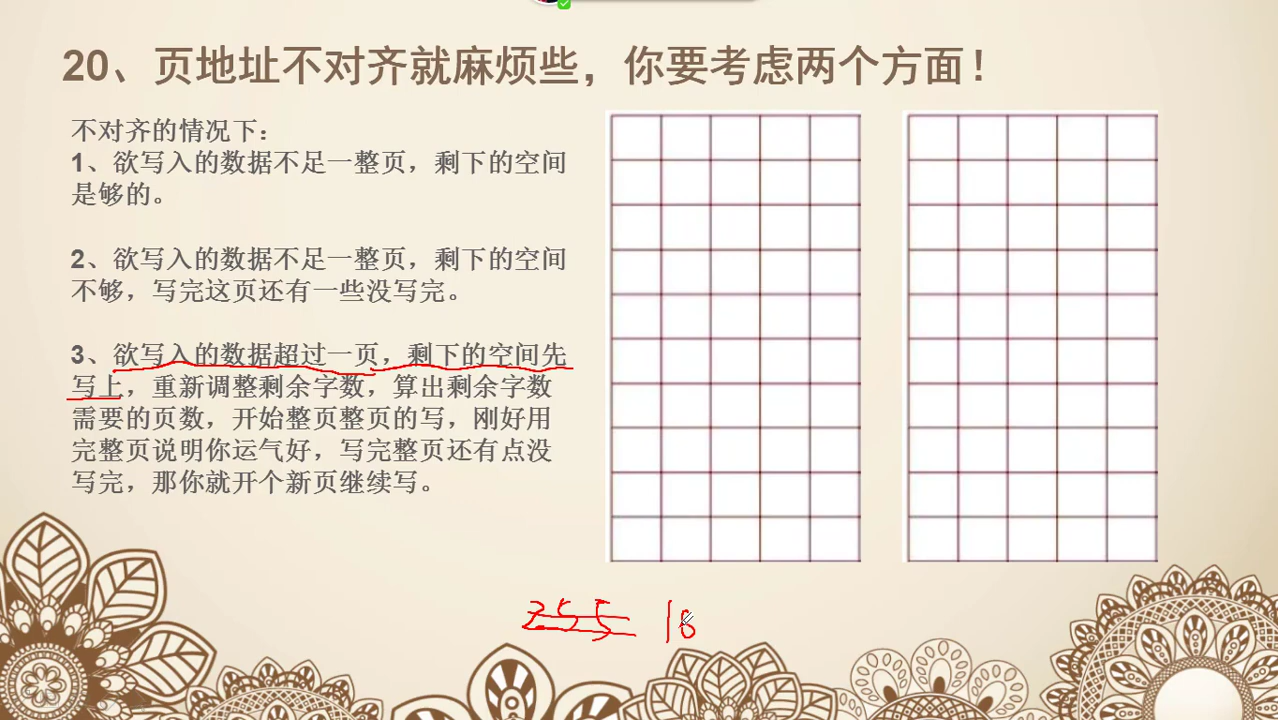 20、页地址不对齐就麻烦些，你要考虑两个方面！
不对齐的情况下：
1、欲写入的数据不足一整页，剩下的空间
是够的。
2、欲写入的数据不足一整页，剩下的空间
不够，写完这页还有一些没写完。
3、欲写入的数据超过一页，剩下的空间先
写上，重新调整剩余字数，算出剩余字数
需要的页数，开始整页整页的写，刚好用
完整页说明你运气好，写完整页还有点没
写完，那你就开个新页继续写。
255 18